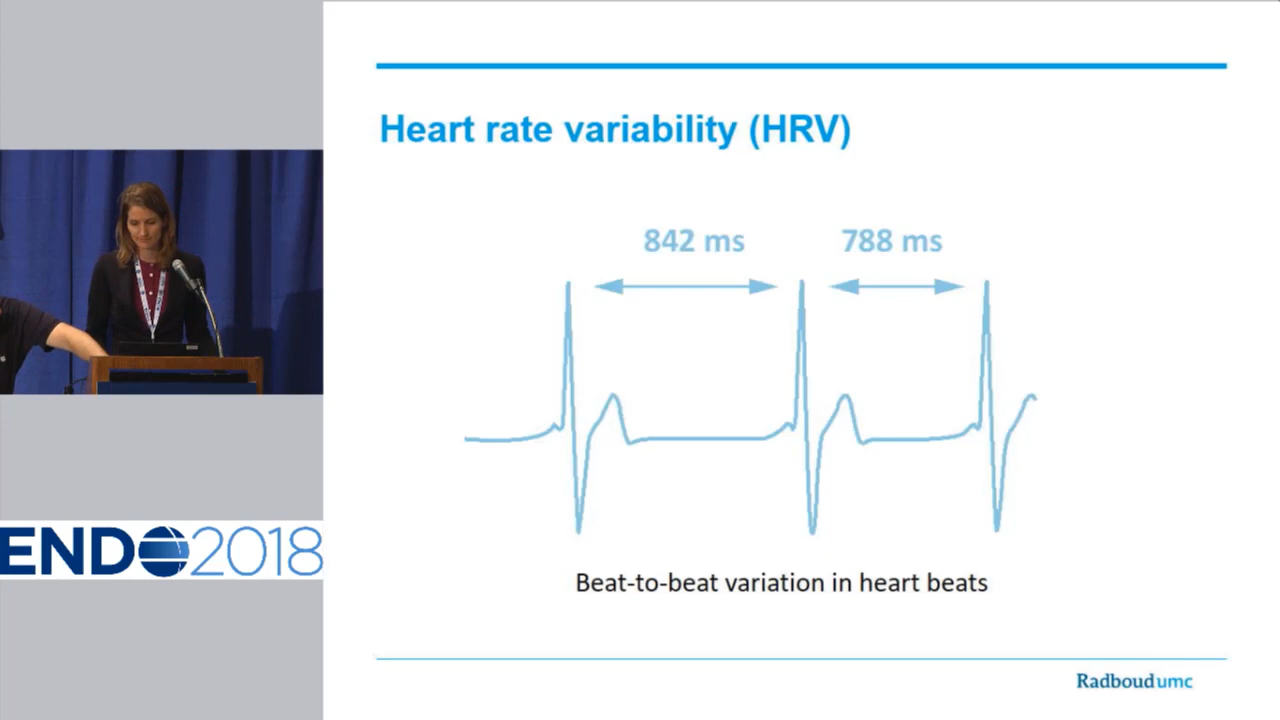 Heart rate variability (HRV)
842 ms
788 ms
Beat-to-beat variation in heart beats
Radboudumc
ENDO2018